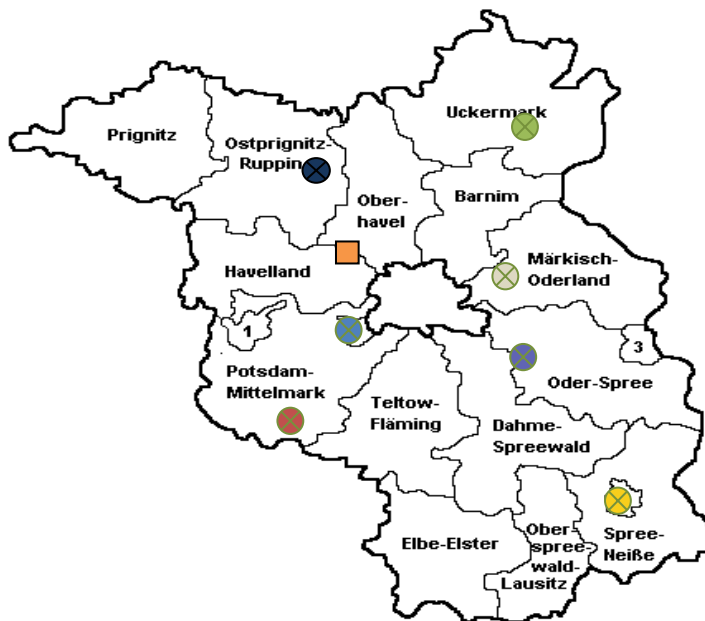 Uckermark
Prignitz
Ostprignitz-
Ruppin
Ober-
havel
Barnim
Havelland
Märkisch-
Oderland
1
3
Potsdam-
Mittelmark
Teltow-
Fläming
Oder-Spree
Dahme-
Spreewald
Elbe-Elster
Ober
spree-
wald-
Lausitz
Spree-
Neiße